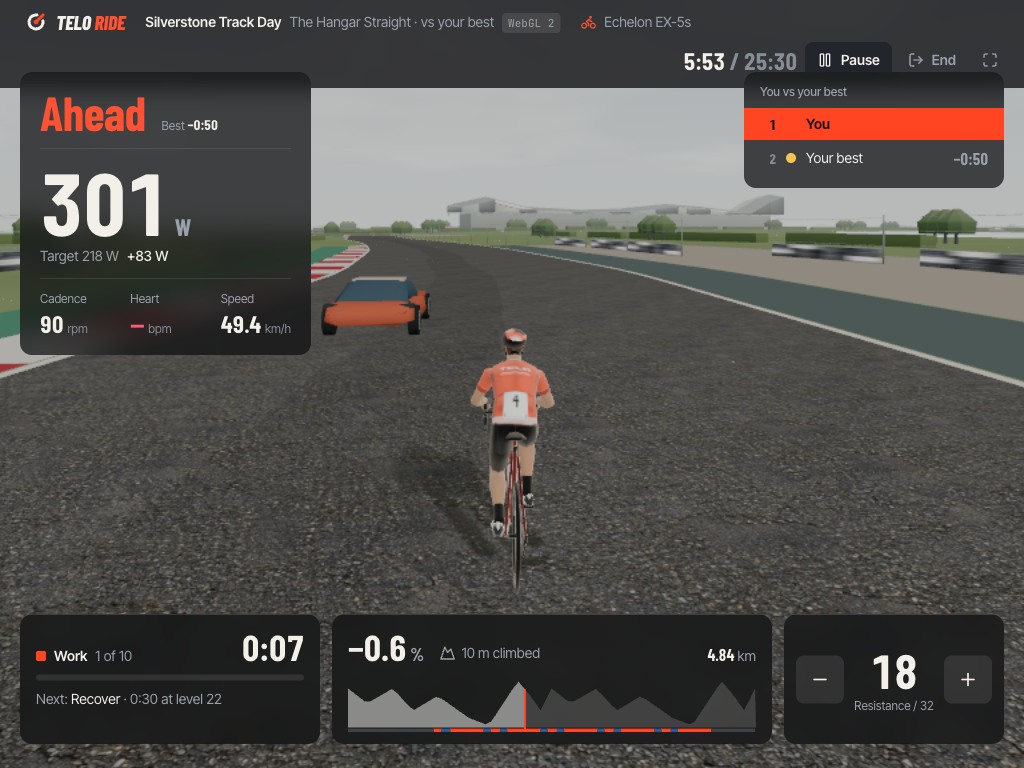 TELO RIDE Silverstone Track Day The Hangar Straight · vs your best WebGL 2 Echelon EX-5s
5:53 / 25:30 Pause End
Ahead Best −0:50
301 W
Target 218 W +83 W
Cadence Heart Speed
90 rpm — bpm 49.4 km/h
You vs your best
1 You
2 Your best −0:50
TELO
4
Work 1 of 10 0:07
Next: Recover · 0:30 at level 22
−0.6 % 10 m climbed 4.84 km
− 18 +
Resistance / 32